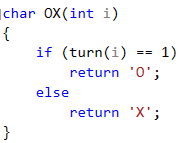 char OX(int i)
{
    if (turn(i) == 1)
        return 'O';
    else
        return 'X';
}